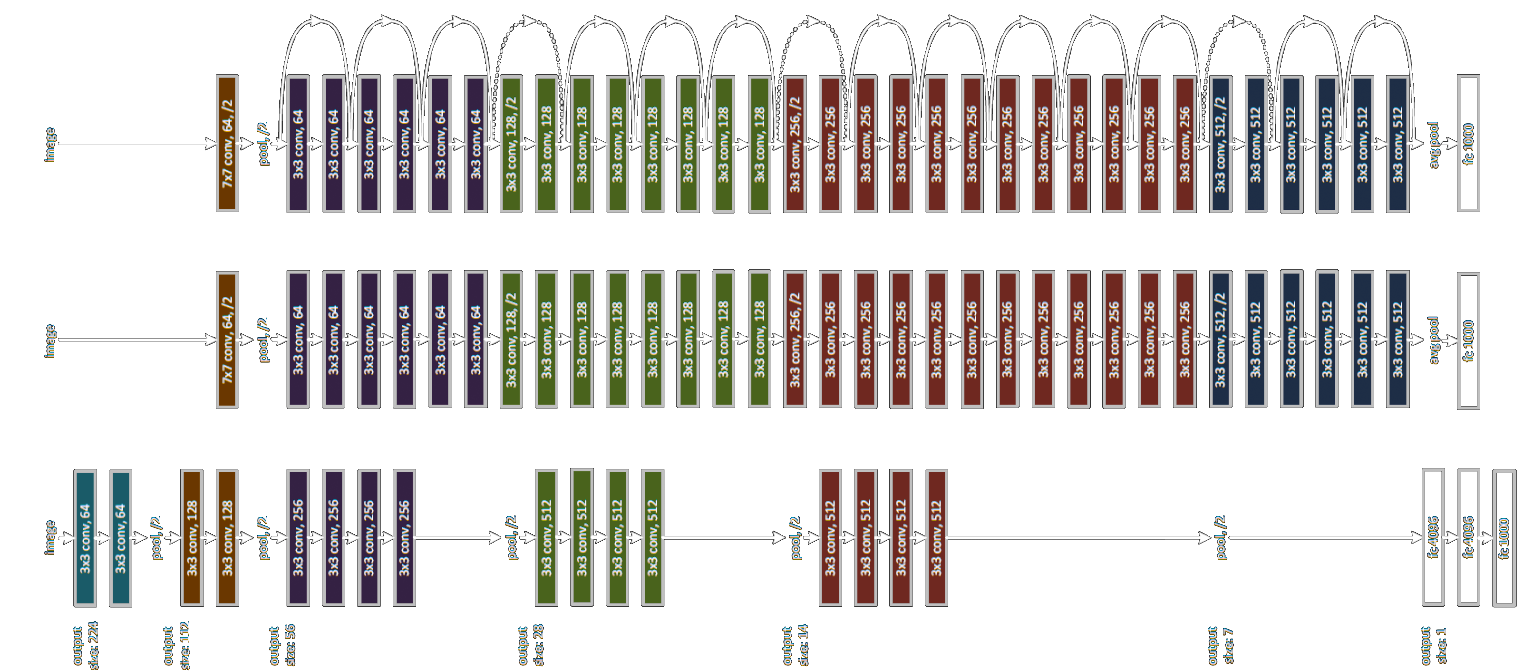 image
7x7 conv, 64, /2
pool, /2
3x3 conv, 64
3x3 conv, 64
3x3 conv, 64
3x3 conv, 64
3x3 conv, 64
3x3 conv, 64
3x3 conv, 128, /2
3x3 conv, 128
3x3 conv, 128
3x3 conv, 128
3x3 conv, 128
3x3 conv, 128
3x3 conv, 128
3x3 conv, 128
3x3 conv, 256, /2
3x3 conv, 256
3x3 conv, 256
3x3 conv, 256
3x3 conv, 256
3x3 conv, 256
3x3 conv, 256
3x3 conv, 256
3x3 conv, 256
3x3 conv, 256
3x3 conv, 256
3x3 conv, 256
3x3 conv, 512, /2
3x3 conv, 512
3x3 conv, 512
3x3 conv, 512
3x3 conv, 512
3x3 conv, 512
avg pool
fc 1000
image
7x7 conv, 64, /2
pool, /2
3x3 conv, 64
3x3 conv, 64
3x3 conv, 64
3x3 conv, 64
3x3 conv, 64
3x3 conv, 64
3x3 conv, 128, /2
3x3 conv, 128
3x3 conv, 128
3x3 conv, 128
3x3 conv, 128
3x3 conv, 128
3x3 conv, 128
3x3 conv, 128
3x3 conv, 256, /2
3x3 conv, 256
3x3 conv, 256
3x3 conv, 256
3x3 conv, 256
3x3 conv, 256
3x3 conv, 256
3x3 conv, 256
3x3 conv, 256
3x3 conv, 256
3x3 conv, 256
3x3 conv, 256
3x3 conv, 512, /2
3x3 conv, 512
3x3 conv, 512
3x3 conv, 512
3x3 conv, 512
3x3 conv, 512
avg pool
fc 1000
image
3x3 conv, 64
3x3 conv, 64
pool, /2
3x3 conv, 128
3x3 conv, 128
pool, /2
3x3 conv, 256
3x3 conv, 256
3x3 conv, 256
3x3 conv, 256
pool, /2
3x3 conv, 512
3x3 conv, 512
3x3 conv, 512
3x3 conv, 512
pool, /2
3x3 conv, 512
3x3 conv, 512
3x3 conv, 512
3x3 conv, 512
pool, /2
fc 4096
fc 4096
fc 1000
output
size: 224
output
size: 112
output
size: 56
output
size: 28
output
size: 14
output
size: 7
output
size: 1